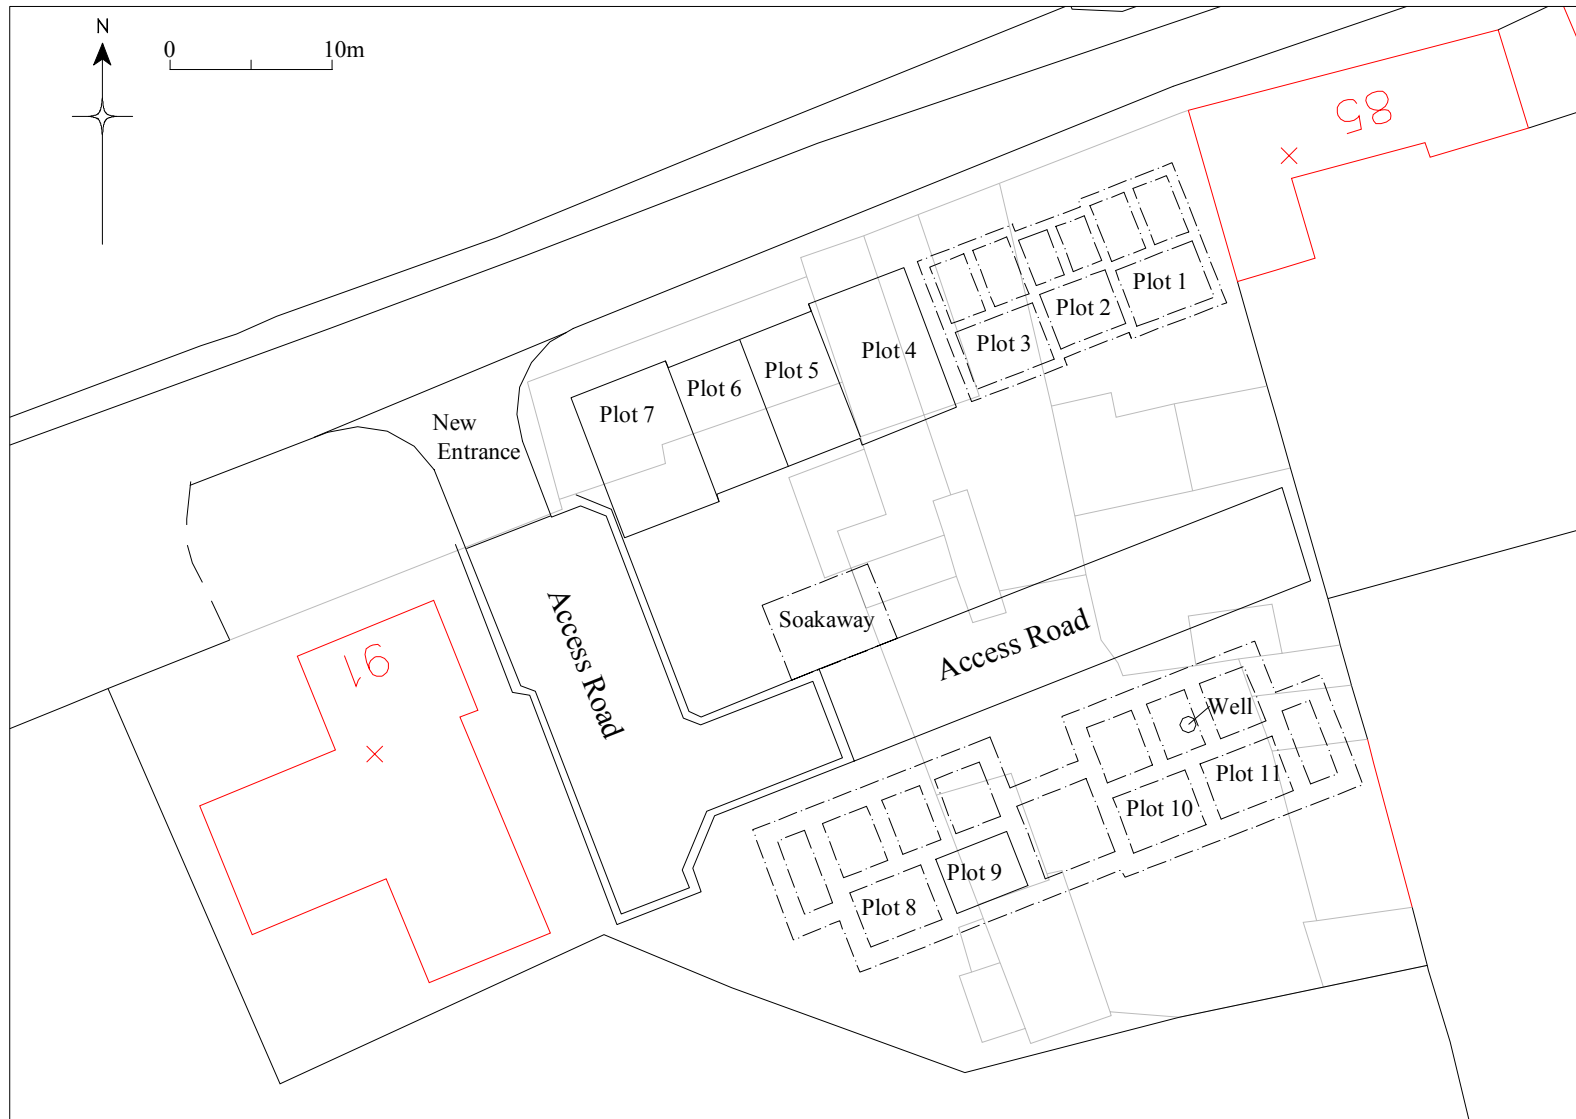 N
0 10m
85
Plot 1
Plot 2
Plot 3
Plot 4
Plot 5
Plot 6
Plot 7
New
Entrance
Access Road
Soakaway
Access Road
91
Well
Plot 11
Plot 10
Plot 9
Plot 8